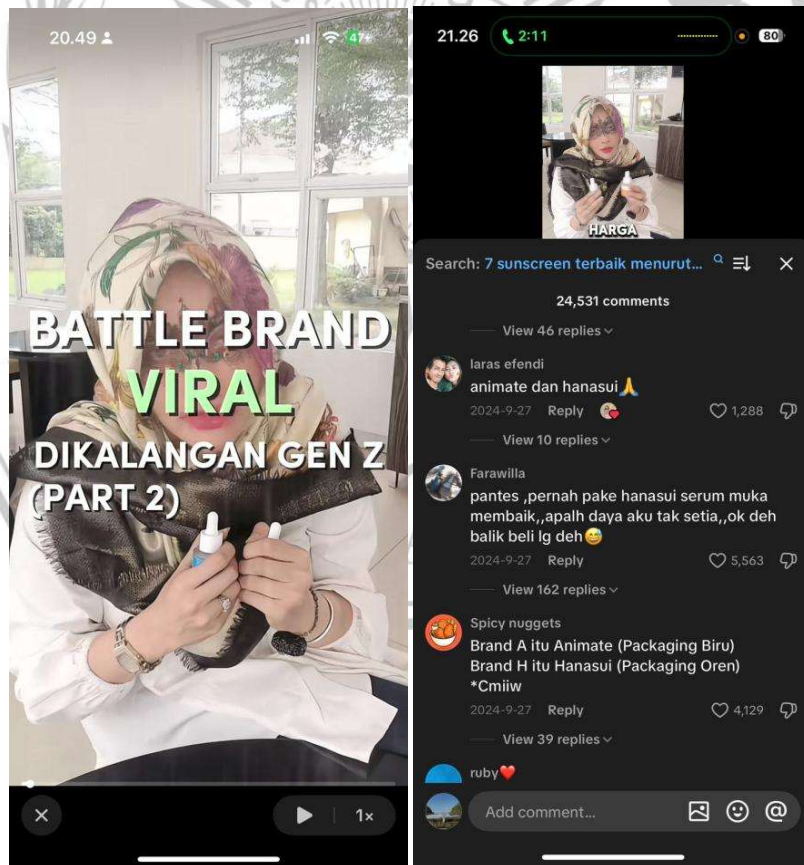 20.49
47+
BATTLE BRAND
VIRAL
DIKALANGAN GEN Z
(PART 2)
1×
21.26
2:11
80
HARGA
Search: 7 sunscreen terbaik menurut...
24,531 comments
View 46 replies
laras efendi
animate dan hanasui🙏
2024-9-27 Reply
1,288
View 10 replies
Farawilla
pantes ,pernah pake hanasui serum muka
membaik,,apalh daya aku tak setia,,ok deh
balik beli lg deh😅
2024-9-27 Reply
5,563
View 162 replies
Spicy nuggets
Brand A itu Animate (Packaging Biru)
Brand H itu Hanasui (Packaging Oren)
*Cmiiw
2024-9-27 Reply
4,129
View 39 replies
ruby❤️
Add comment...